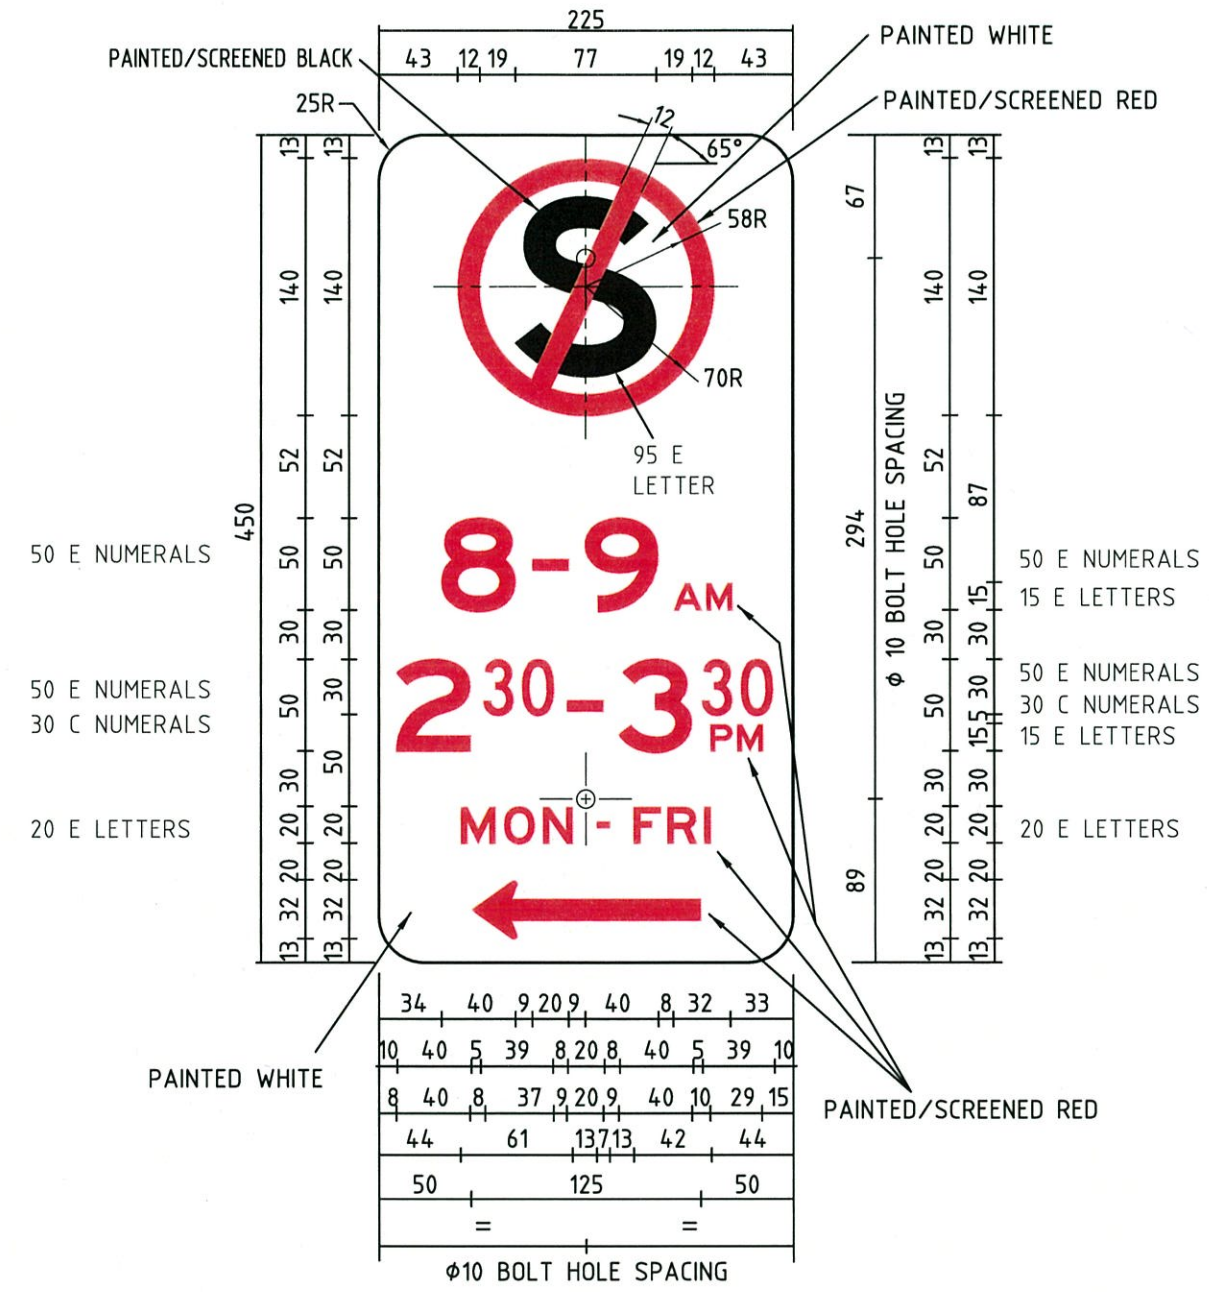 225
43 12 19 77 19 12 43
PAINTED/SCREENED BLACK
PAINTED WHITE
25R
PAINTED/SCREENED RED
12
65°
S
58R
70R
95 E
LETTER
450
13 140 52 50 30 50 30 20 20 32 13
13 140 52 50 30 30 50 20 20 32 13
67 294 89
Φ 10 BOLT HOLE SPACING
13 140 52 50 30 50 30 20 20 32 13
13 140 87 15 30 30 5 15 30 20 20 32 13
50 E NUMERALS
8-9 AM
50 E NUMERALS
15 E LETTERS
50 E NUMERALS
30 C NUMERALS
2 30 - 3 30 PM
50 E NUMERALS
30 C NUMERALS
15 E LETTERS
20 E LETTERS
MON - FRI
20 E LETTERS
PAINTED WHITE
PAINTED/SCREENED RED
34 40 9 20 9 40 8 32 33
10 40 5 39 8 20 8 40 5 39 10
8 40 8 37 9 20 9 40 10 29 15
44 61 13 7 13 42 44
50 125 50
= =
Φ10 BOLT HOLE SPACING